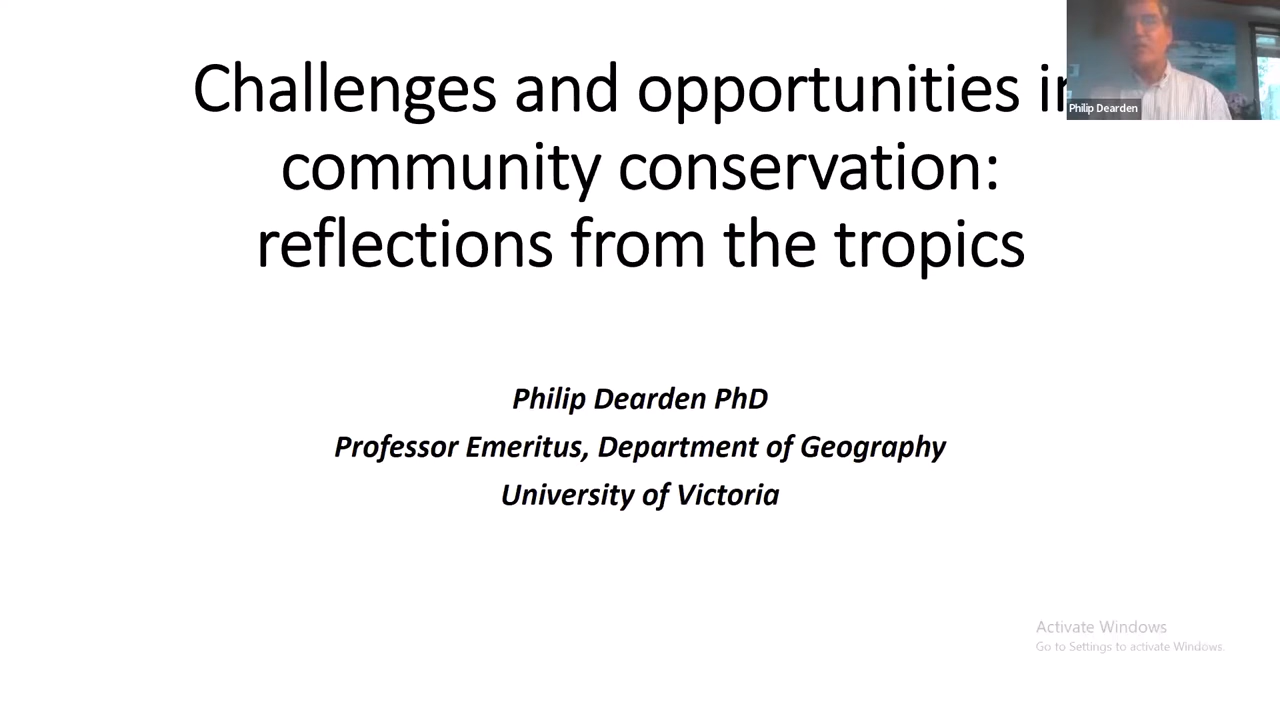 Challenges and opportunities in
community conservation:
reflections from the tropics
Philip Dearden
Philip Dearden PhD
Professor Emeritus, Department of Geography
University of Victoria
Activate Windows
Go to Settings to activate Windows.